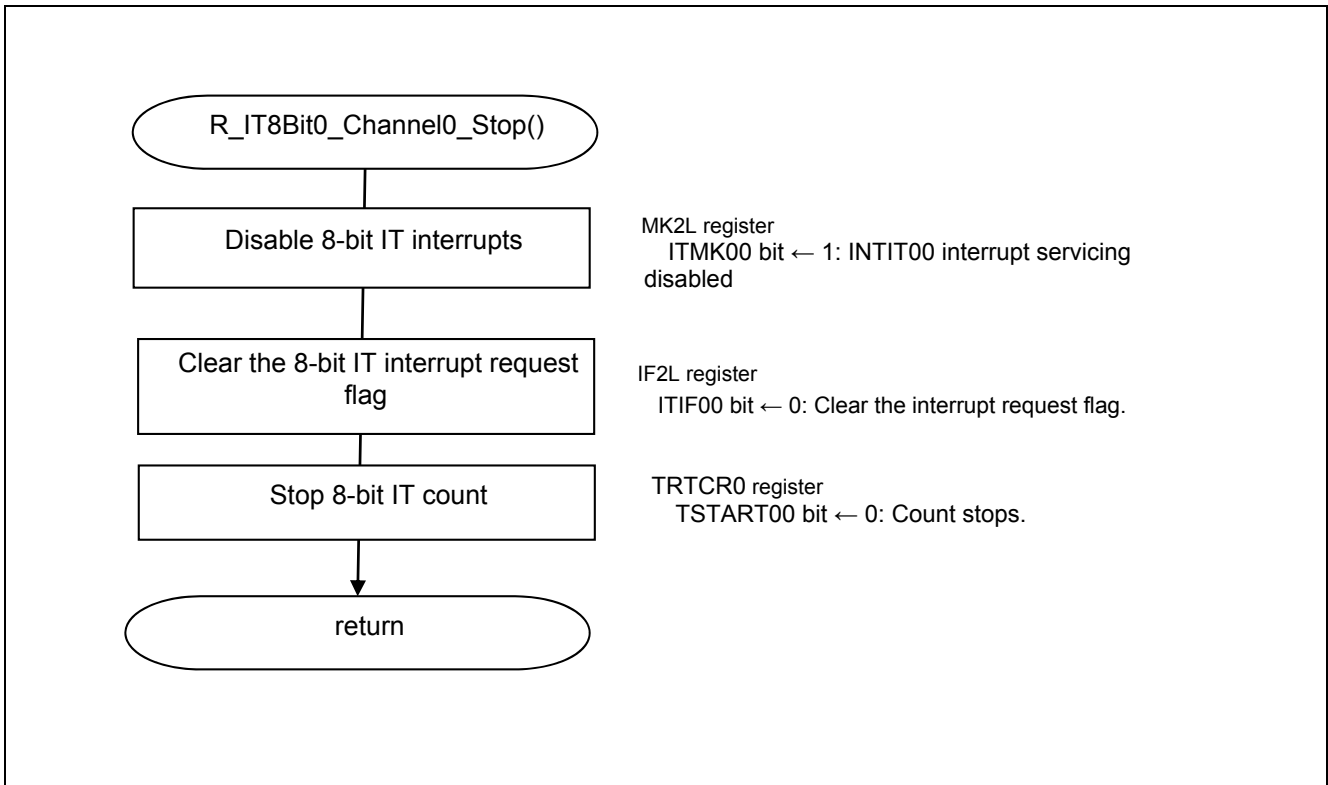 R_IT8Bit0_Channel0_Stop()
Disable 8-bit IT interrupts
MK2L register
ITMK00 bit ← 1: INTIT00 interrupt servicing
disabled
Clear the 8-bit IT interrupt request
flag
IF2L register
ITIF00 bit ← 0: Clear the interrupt request flag.
Stop 8-bit IT count
TRTCR0 register
TSTART00 bit ← 0: Count stops.
return